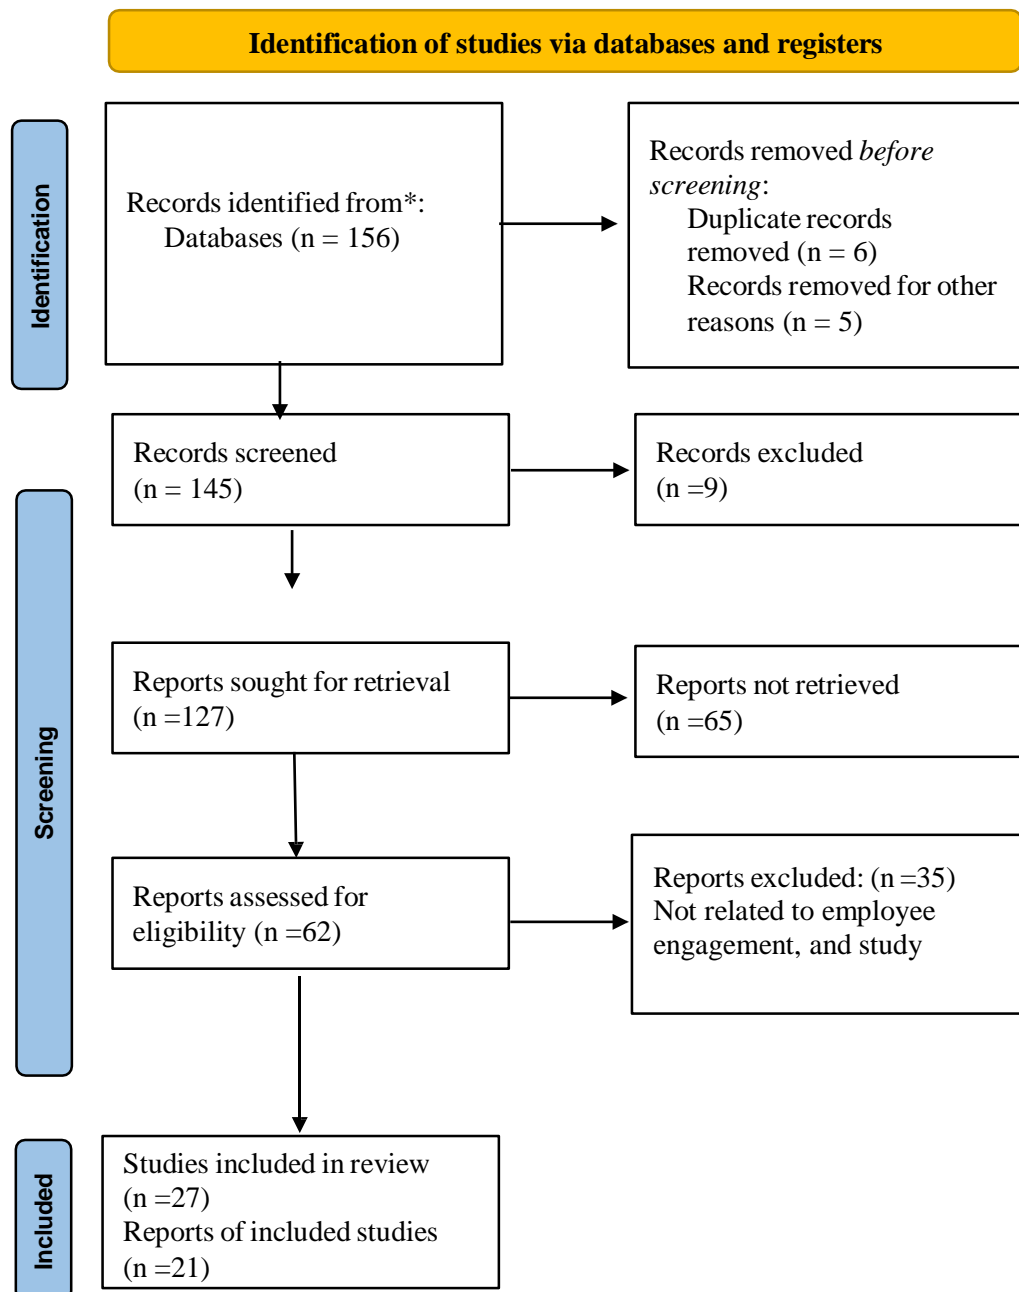 Identification of studies via databases and registers
Identification
Records identified from*:
Databases (n = 156)
Records removed before
screening:
Duplicate records
removed (n = 6)
Records removed for other
reasons (n = 5)
Screening
Records screened
(n = 145)
Records excluded
(n =9)
Reports sought for retrieval
(n =127)
Reports not retrieved
(n =65)
Reports assessed for
eligibility (n =62)
Reports excluded: (n =35)
Not related to employee
engagement, and study
Included
Studies included in review
(n =27)
Reports of included studies
(n =21)